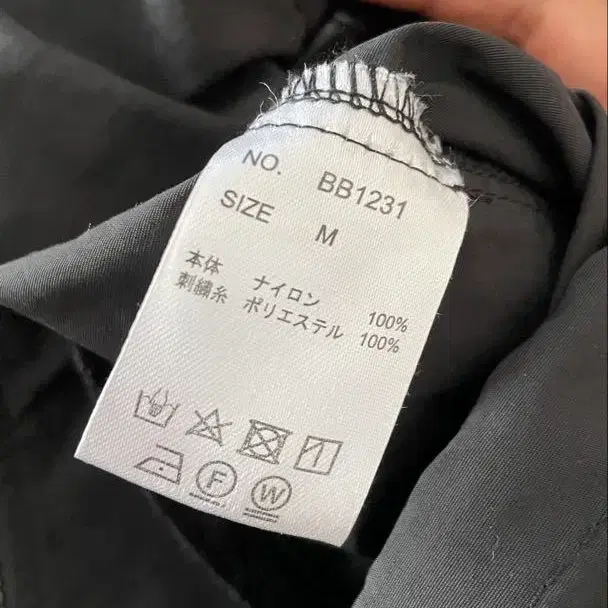 NO. BB1231
SIZE M
本体 ナイロン 100%
刺繍糸 ポリエステル 100%
F W